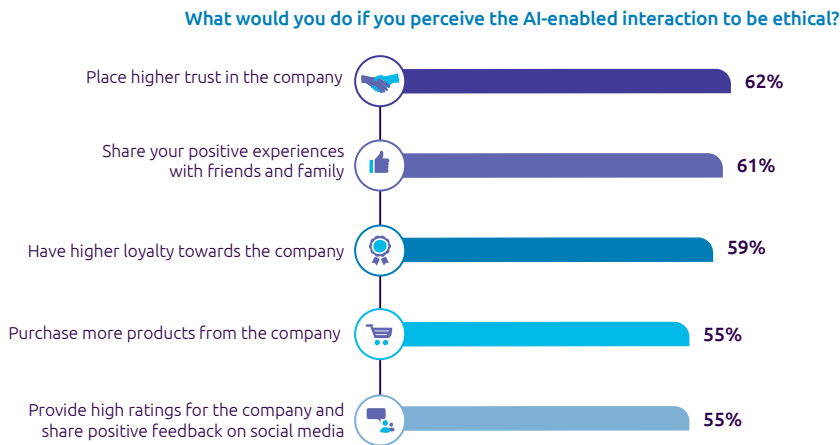 What would you do if you perceive the AI-enabled interaction to be ethical?
Place higher trust in the company
62%
Share your positive experiences
with friends and family
61%
Have higher loyalty towards the company
59%
Purchase more products from the company
55%
Provide high ratings for the company and
share positive feedback on social media
55%